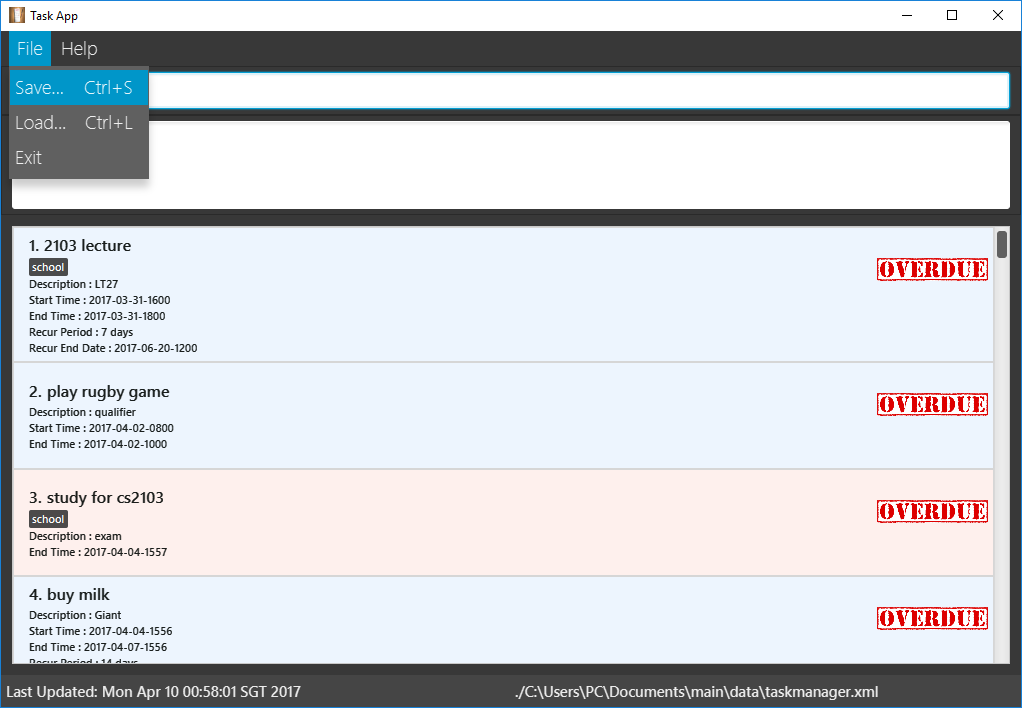 Task App
File Help
Save... Ctrl+S
Load... Ctrl+L
Exit
1. 2103 lecture
school
OVERDUE
Description : LT27
Start Time : 2017-03-31-1600
End Time : 2017-03-31-1800
Recur Period : 7 days
Recur End Date : 2017-06-20-1200
2. play rugby game
OVERDUE
Description : qualifier
Start Time : 2017-04-02-0800
End Time : 2017-04-02-1000
3. study for cs2103
OVERDUE
school
Description : exam
End Time : 2017-04-04-1557
4. buy milk
Description : Giant
OVERDUE
Start Time : 2017-04-04-1556
End Time : 2017-04-07-1556
Recur Period : 14 days
Last Updated: Mon Apr 10 00:58:01 SGT 2017
./C:\Users\PC\Documents\main\data\taskmanager.xml